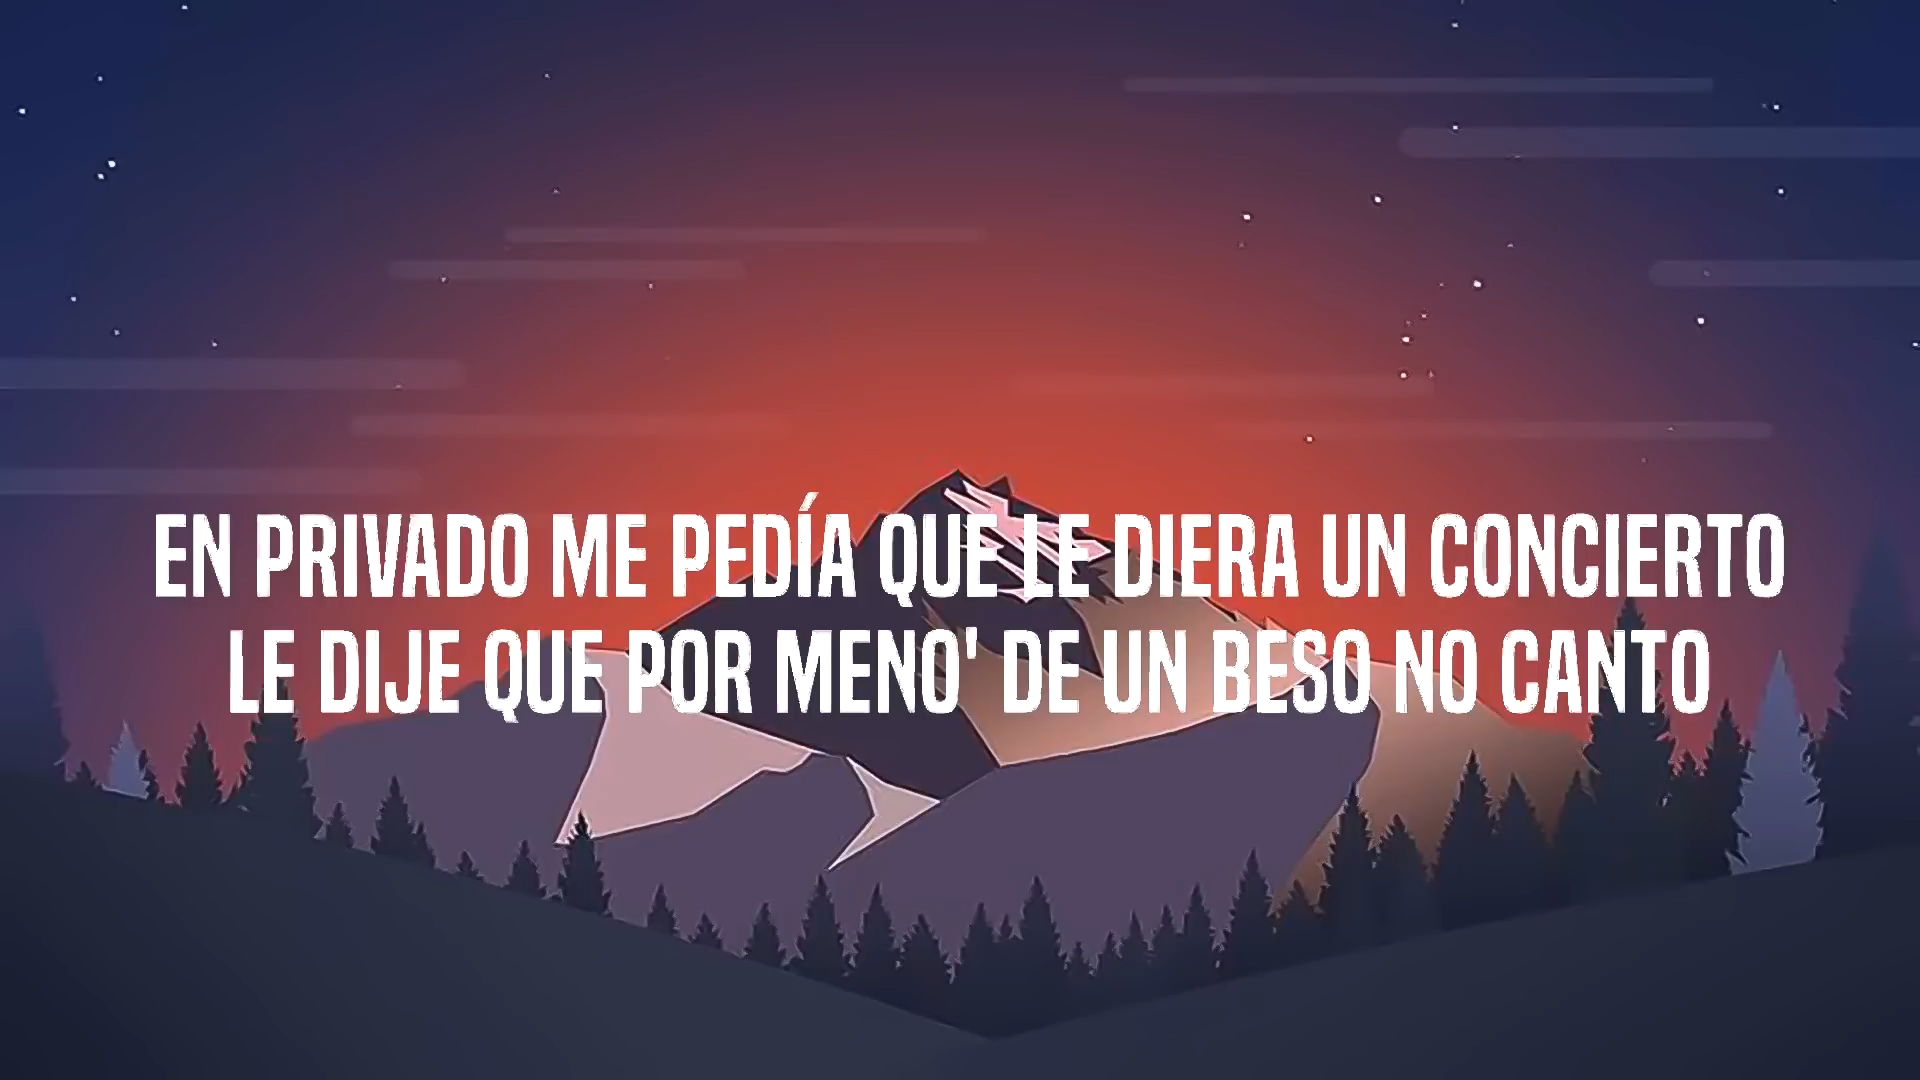 EN PRIVADO ME PEDÍA QUE LE DIERA UN CONCIERTO
LE DIJE QUE POR MENO' DE UN BESO NO CANTO